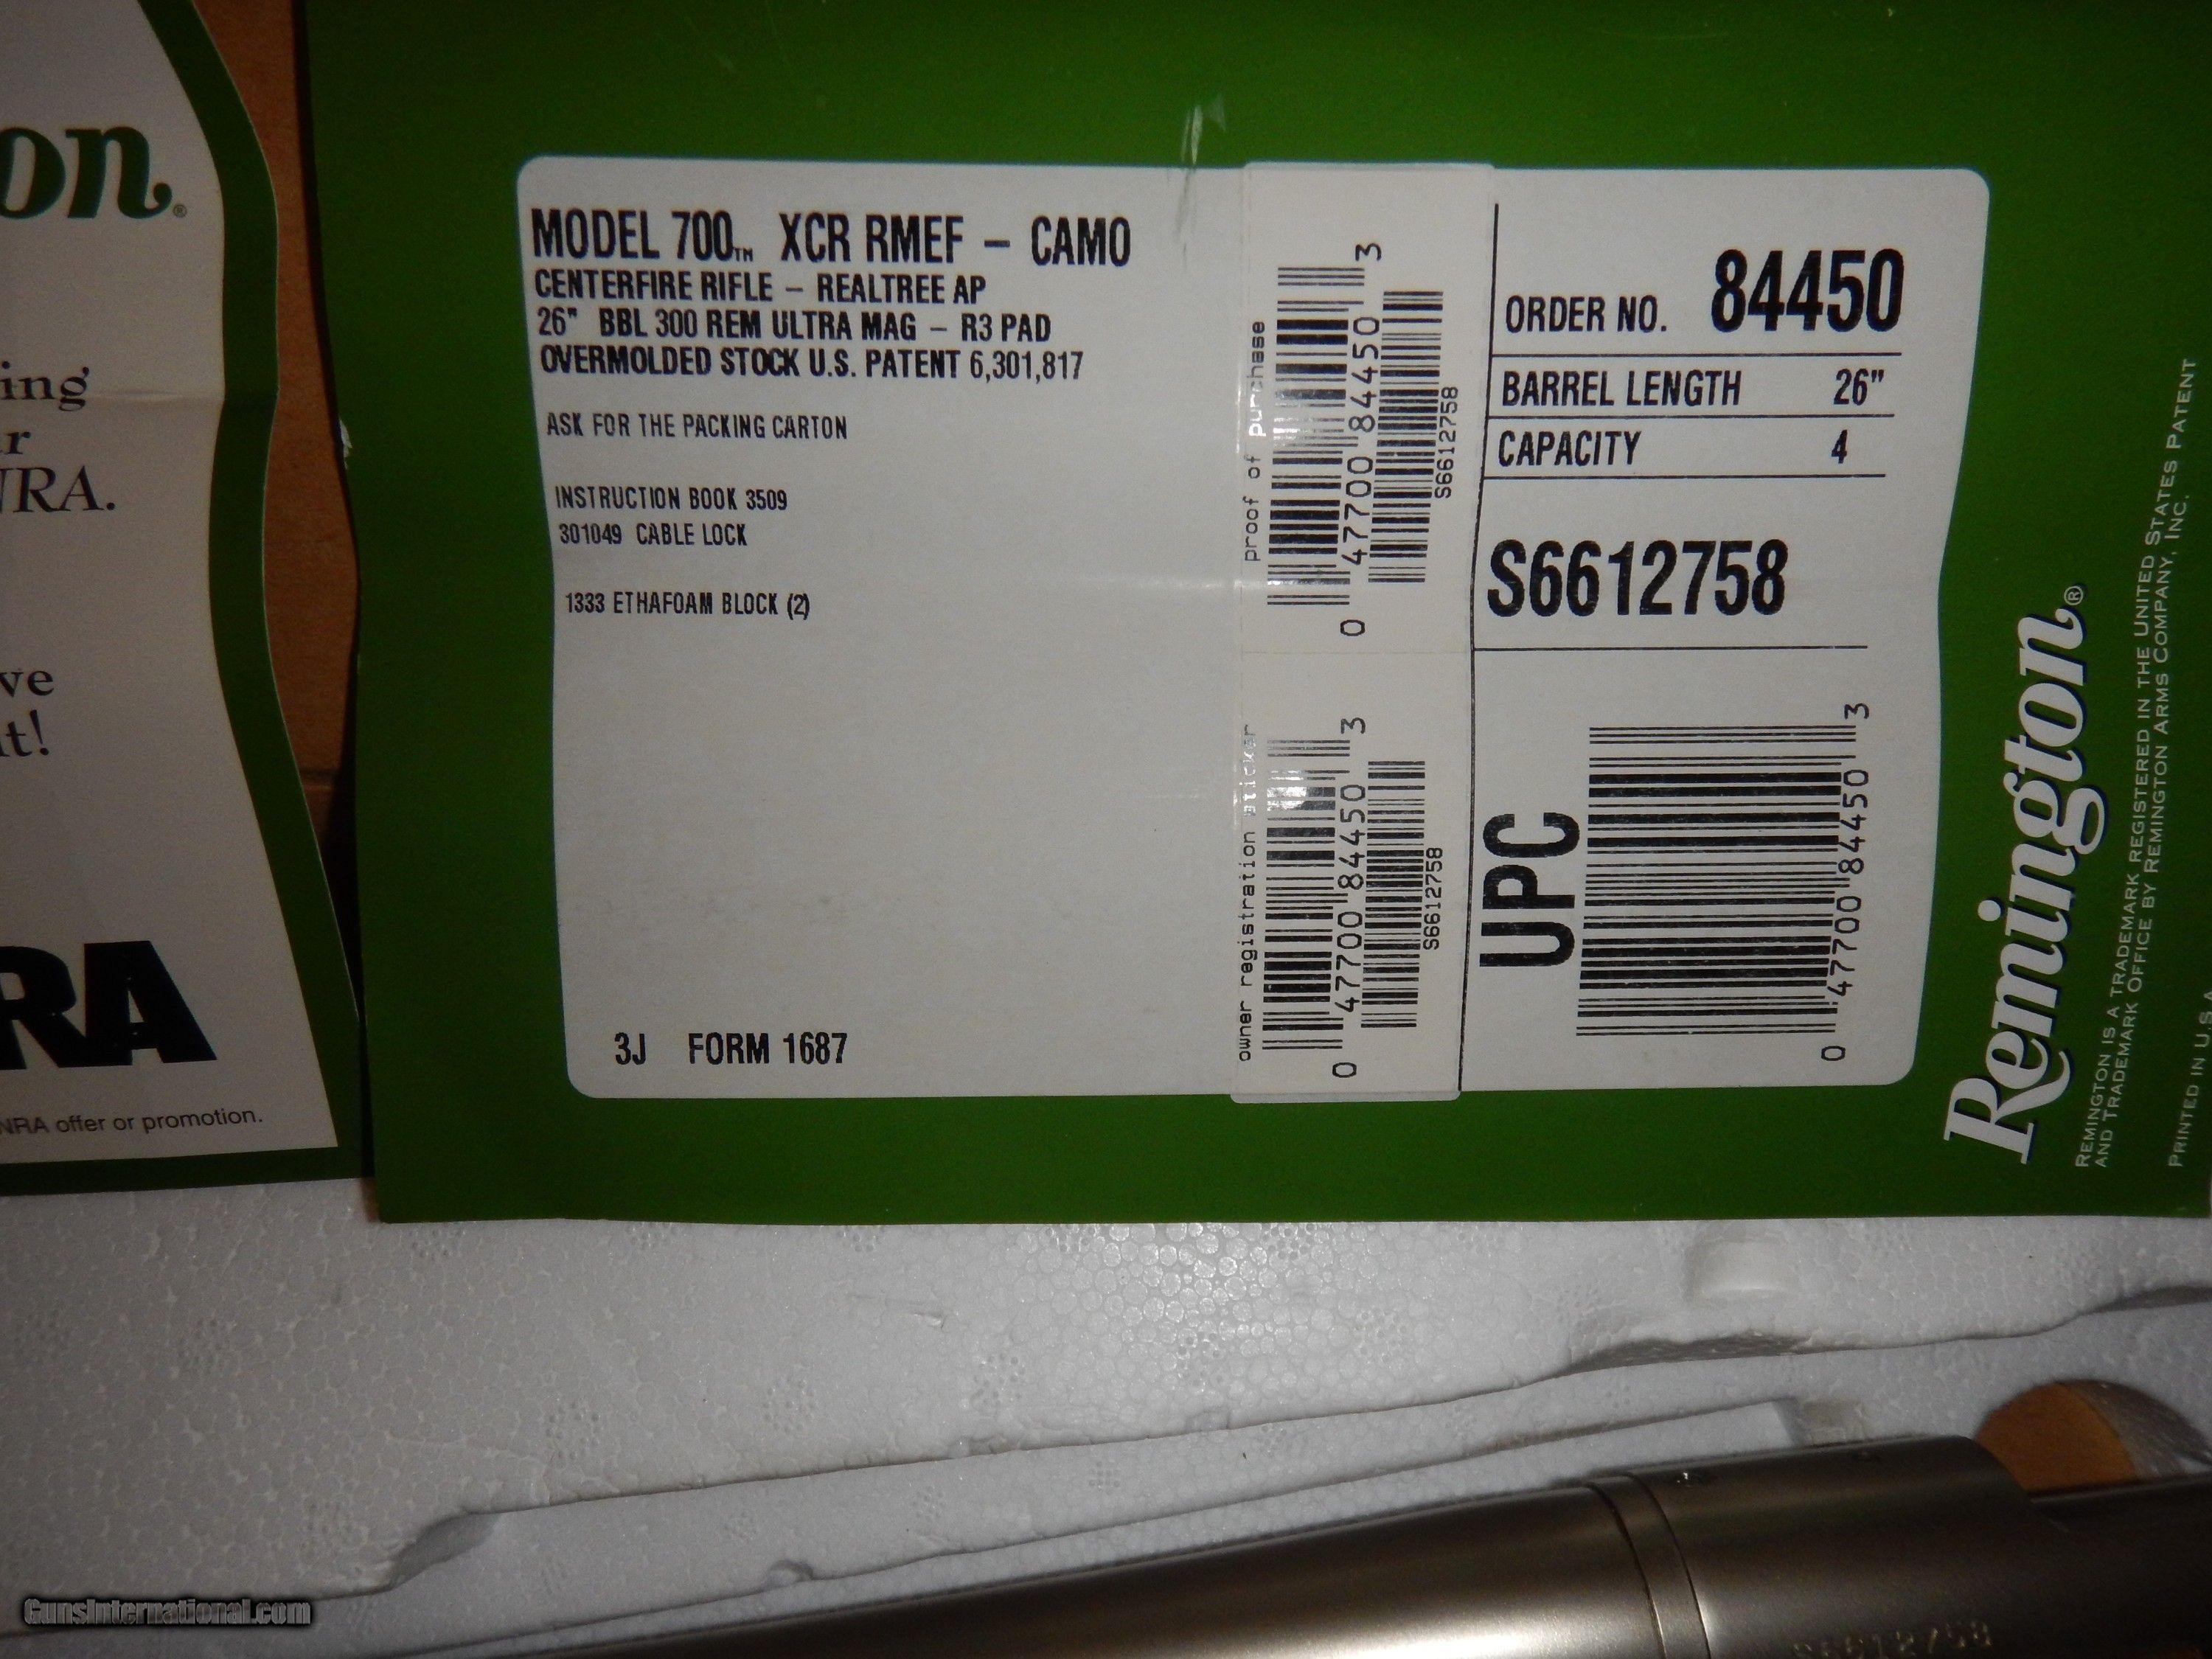 on.®
ing
r
NRA.
ve
t!
RA
NRA offer or promotion.
MODEL 700™ XCR RMEF – CAMO
CENTERFIRE RIFLE – REALTREE AP
26" BBL 300 REM ULTRA MAG – R3 PAD
OVERMOLDED STOCK U.S. PATENT 6,301,817
ASK FOR THE PACKING CARTON
INSTRUCTION BOOK 3509
301049 CABLE LOCK
1333 ETHAFOAM BLOCK (2)
3J FORM 1687
proof of purchase
0 47700 84450 3
S6612758
owner registration sticker
0 47700 84450 3
S6612758
ORDER NO. 84450
BARREL LENGTH 26"
CAPACITY 4
S6612758
UPC
0 47700 84450 3
Remington®
REMINGTON IS A TRADEMARK REGISTERED IN THE UNITED STATES PATENT
AND TRADEMARK OFFICE BY REMINGTON ARMS COMPANY, INC.
PRINTED IN U.S.A
S6612758
GunsInternational.com